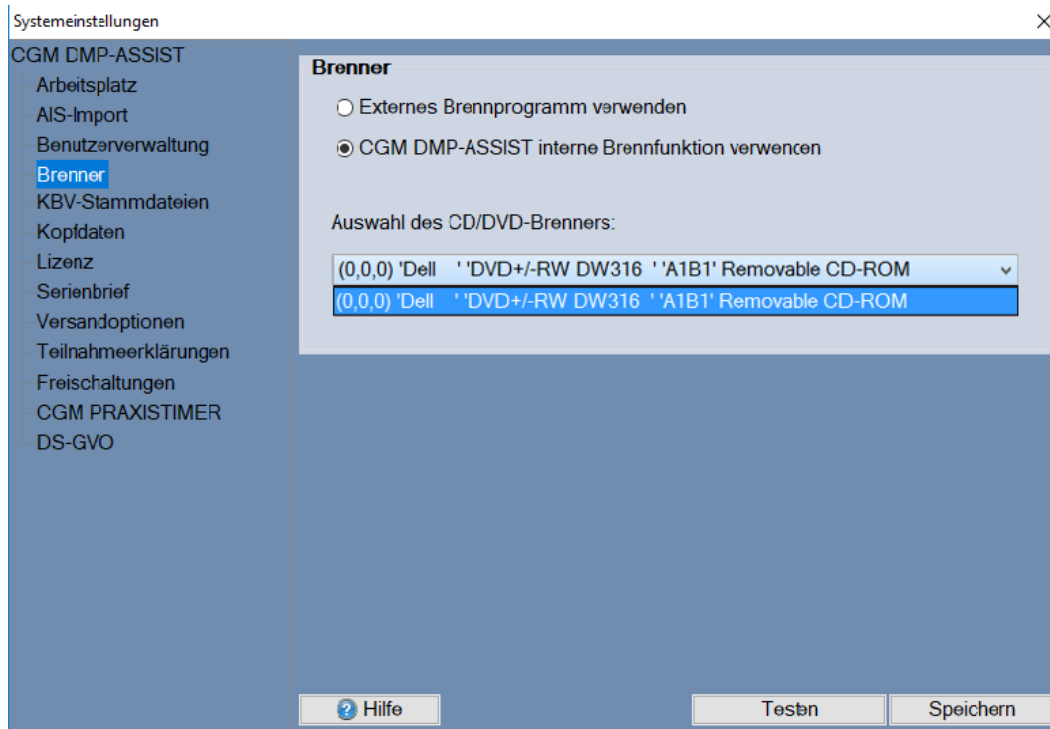 Systemeinstellungen
CGM DMP-ASSIST
Arbeitsplatz
AIS-Import
Benutzerverwaltung
Brenner
KBV-Stammdateien
Kopfdaten
Lizenz
Serienbrief
Versandoptionen
Teilnahmeerklärungen
Freischaltungen
CGM PRAXISTIMER
DS-GVO
Brenner
Externes Brennprogramm verwenden
CGM DMP-ASSIST interne Brennfunktion verwenden
Auswahl des CD/DVD-Brenners:
(0,0,0) 'Dell    ' 'DVD+/-RW DW316  ' 'A1B1' Removable CD-ROM
(0,0,0) 'Dell    ' 'DVD+/-RW DW316  ' 'A1B1' Removable CD-ROM
Hilfe
Testen
Speichern